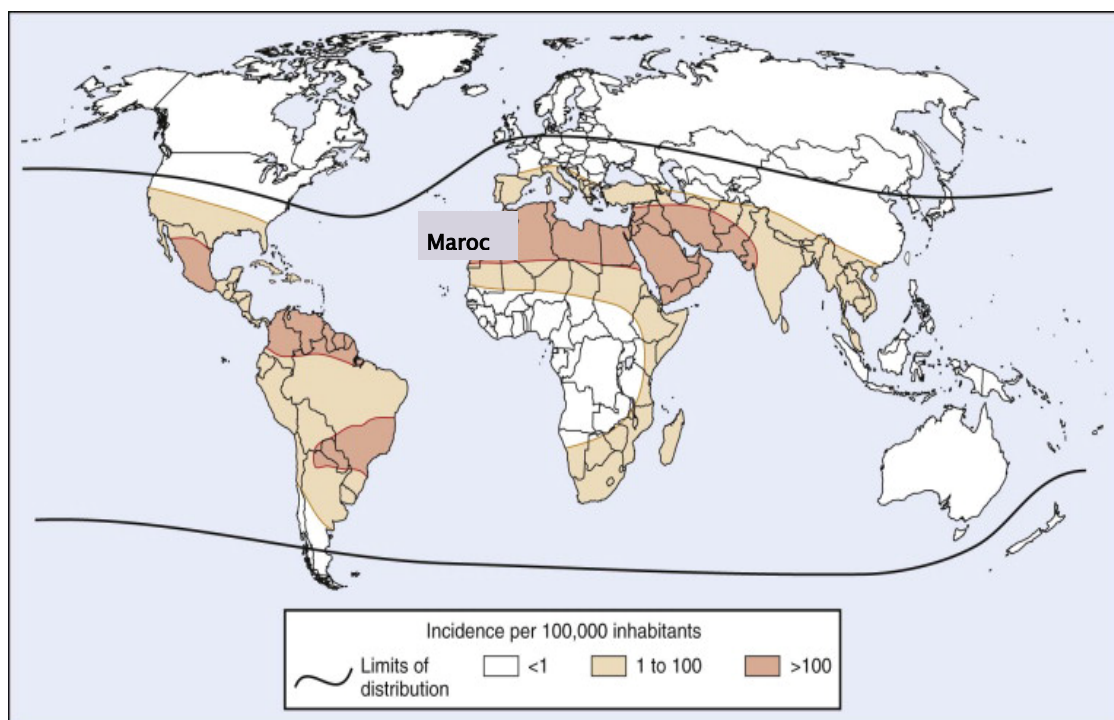 Maroc
Incidence per 100,000 inhabitants
Limits of
distribution
<1
1 to 100
>100